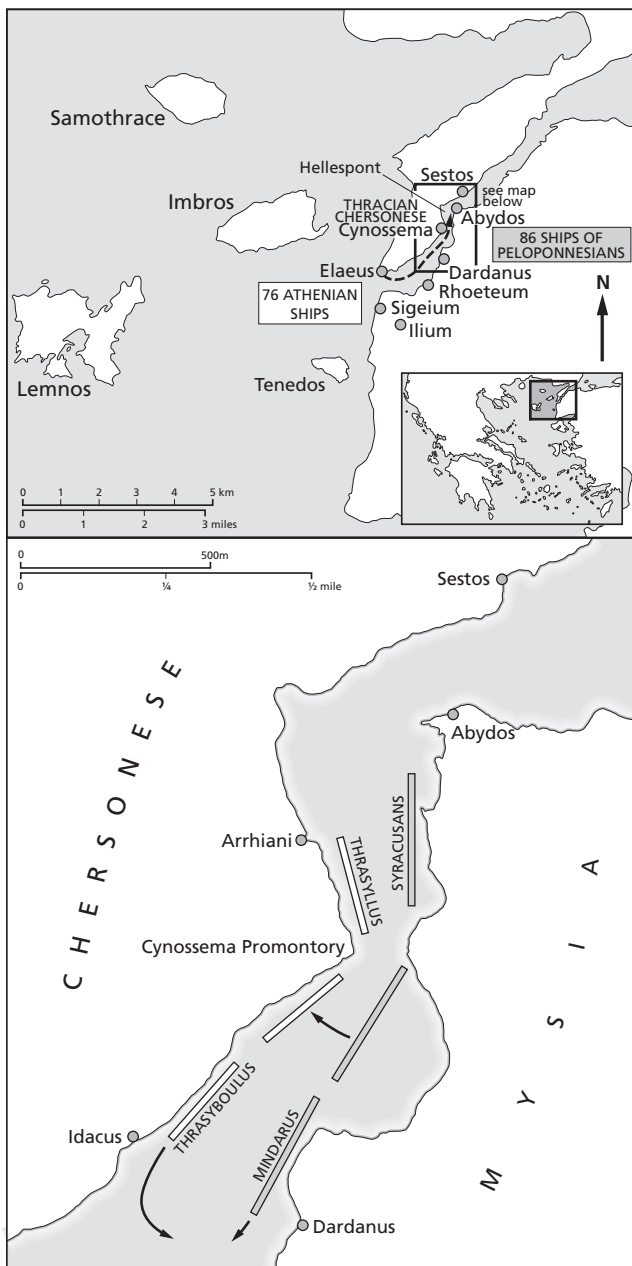 Samothrace
Hellespont
Sestos
see map
below
Imbros
THRACIAN
CHERSONESE
Abydos
Cynossema
86 SHIPS OF
PELOPONNESIANS
Elaeus
Dardanus
Rhoeteum
N
76 ATHENIAN
SHIPS
Sigeium
Ilium
Lemnos
Tenedos
0 1 2 3 4 5 km
0 1 2 3 miles
0 500m
0 ¼ ½ mile
Sestos
CHERSONESE
Abydos
SYRACUSANS
Arrhiani
THRASYLLUS
MYSIA
Cynossema Promontory
THRASYBOULUS
MINDARUS
Idacus
Dardanus